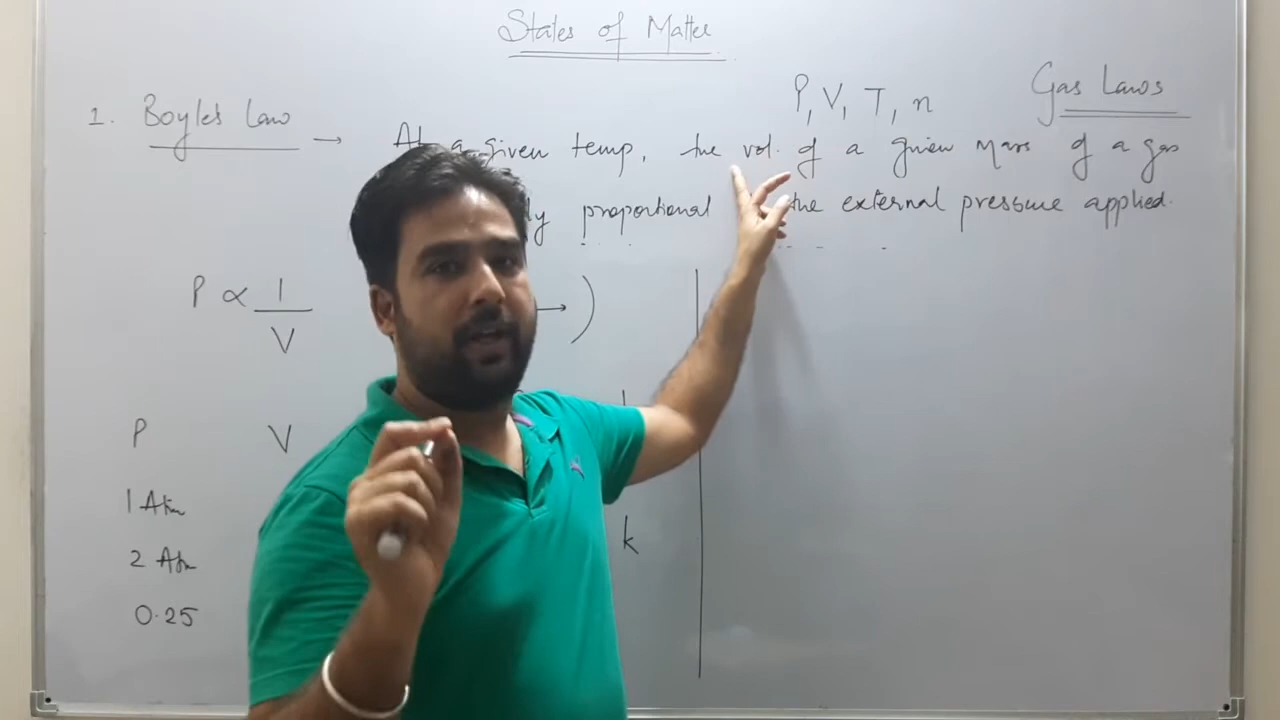 States of Matter
P, V, T, n
Gas Laws
1. Boyles Law → At a given temp, the vol. of a given mass of a gas
proportional the external pressure applied.
P ∝ 1/V → )
P V
1 Atm
2 Atm
0.25
k